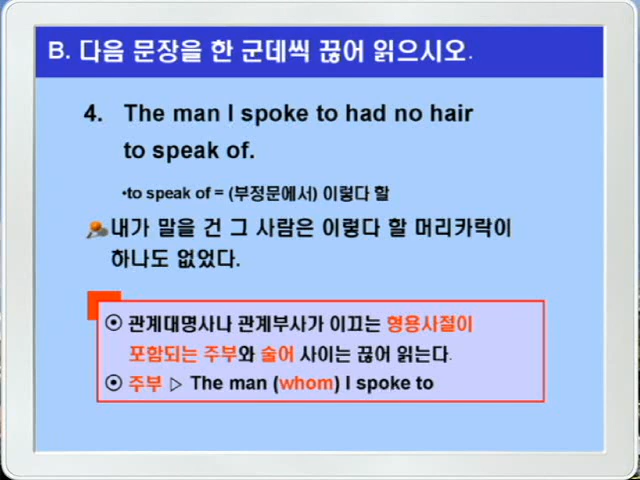 B. 다음 문장을 한 군데씩 끊어 읽으시오.
4. The man I spoke to had no hair
to speak of.
•to speak of = (부정문에서) 이렇다 할
내가 말을 건 그 사람은 이렇다 할 머리카락이
하나도 없었다.
⊙ 관계대명사나 관계부사가 이끄는 형용사절이
포함되는 주부와 술어 사이는 끊어 읽는다.
⊙ 주부 ▷ The man (whom) I spoke to